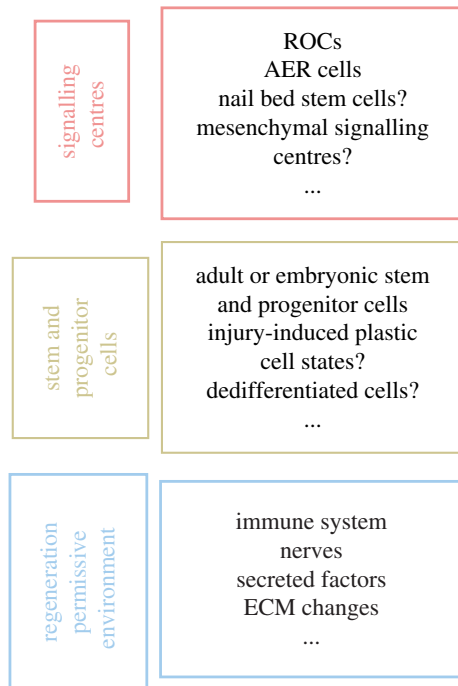 signalling
centres
ROCs
AER cells
nail bed stem cells?
mesenchymal signalling
centres?
...
stem and
progenitor
cells
adult or embryonic stem
and progenitor cells
injury-induced plastic
cell states?
dedifferentiated cells?
...
regeneration
permissive
environment
immune system
nerves
secreted factors
ECM changes
...